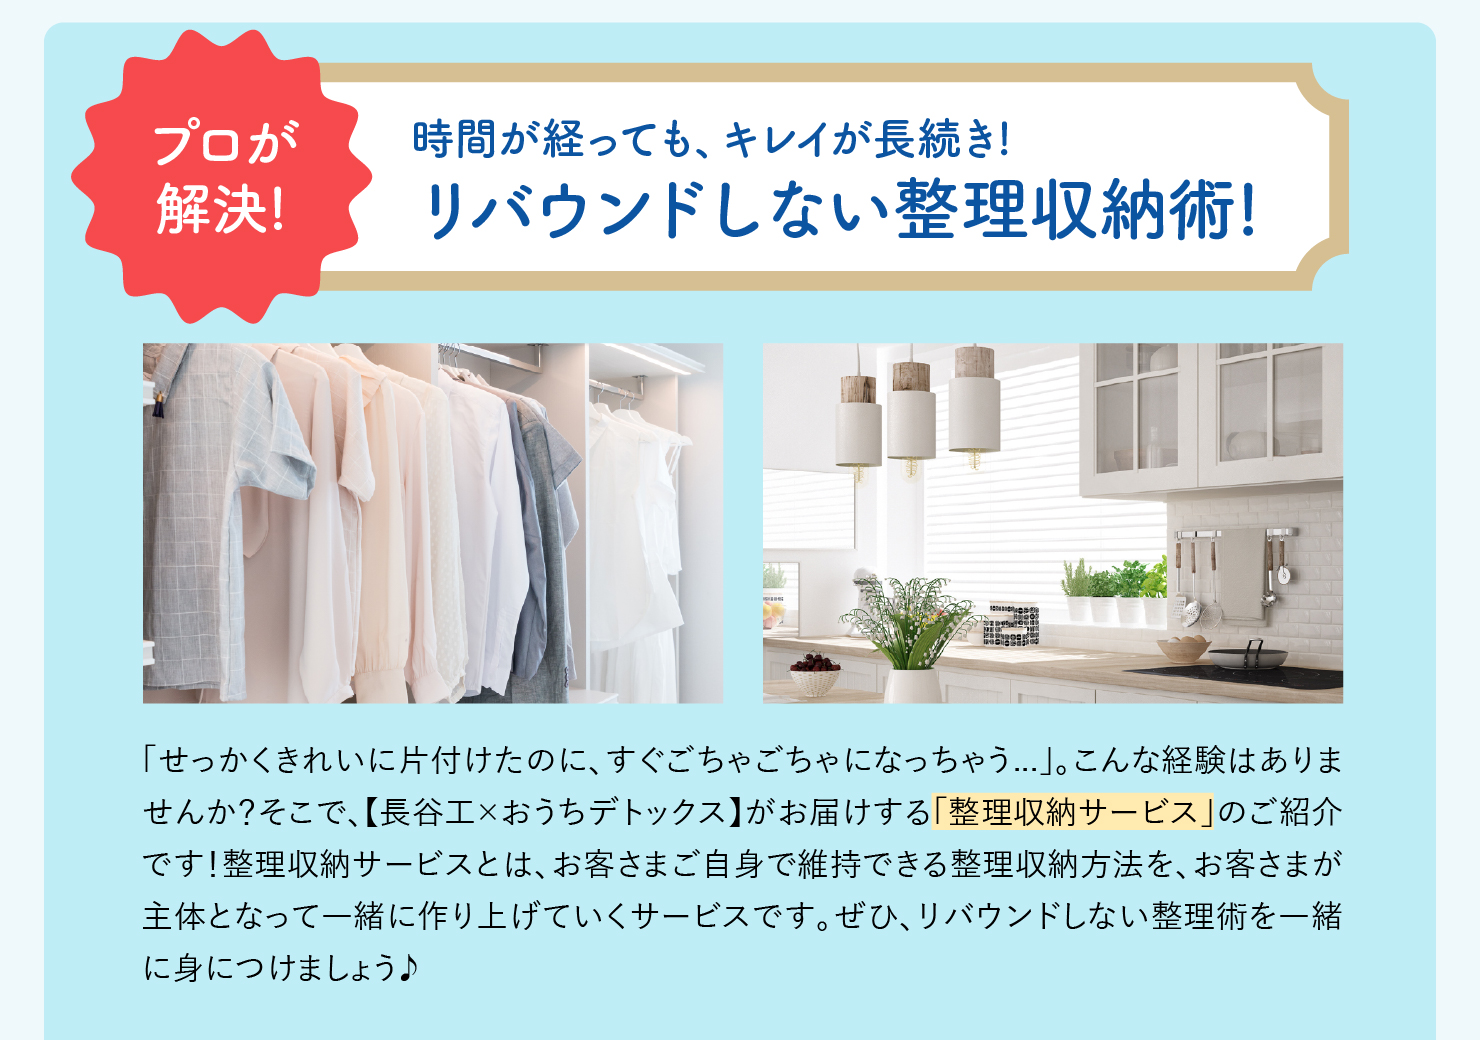 プロが
解決!
時間が経っても、キレイが長続き!
リバウンドしない整理収納術!
「せっかくきれいに片付けたのに、すぐごちゃごちゃになっちゃう…」。こんな経験はありま
せんか?そこで、【長谷工×おうちデトックス】がお届けする「整理収納サービス」のご紹介
です!整理収納サービスとは、お客さまご自身で維持できる整理収納方法を、お客さまが
主体となって一緒に作り上げていくサービスです。ぜひ、リバウンドしない整理術を一緒
に身につけましょう♪